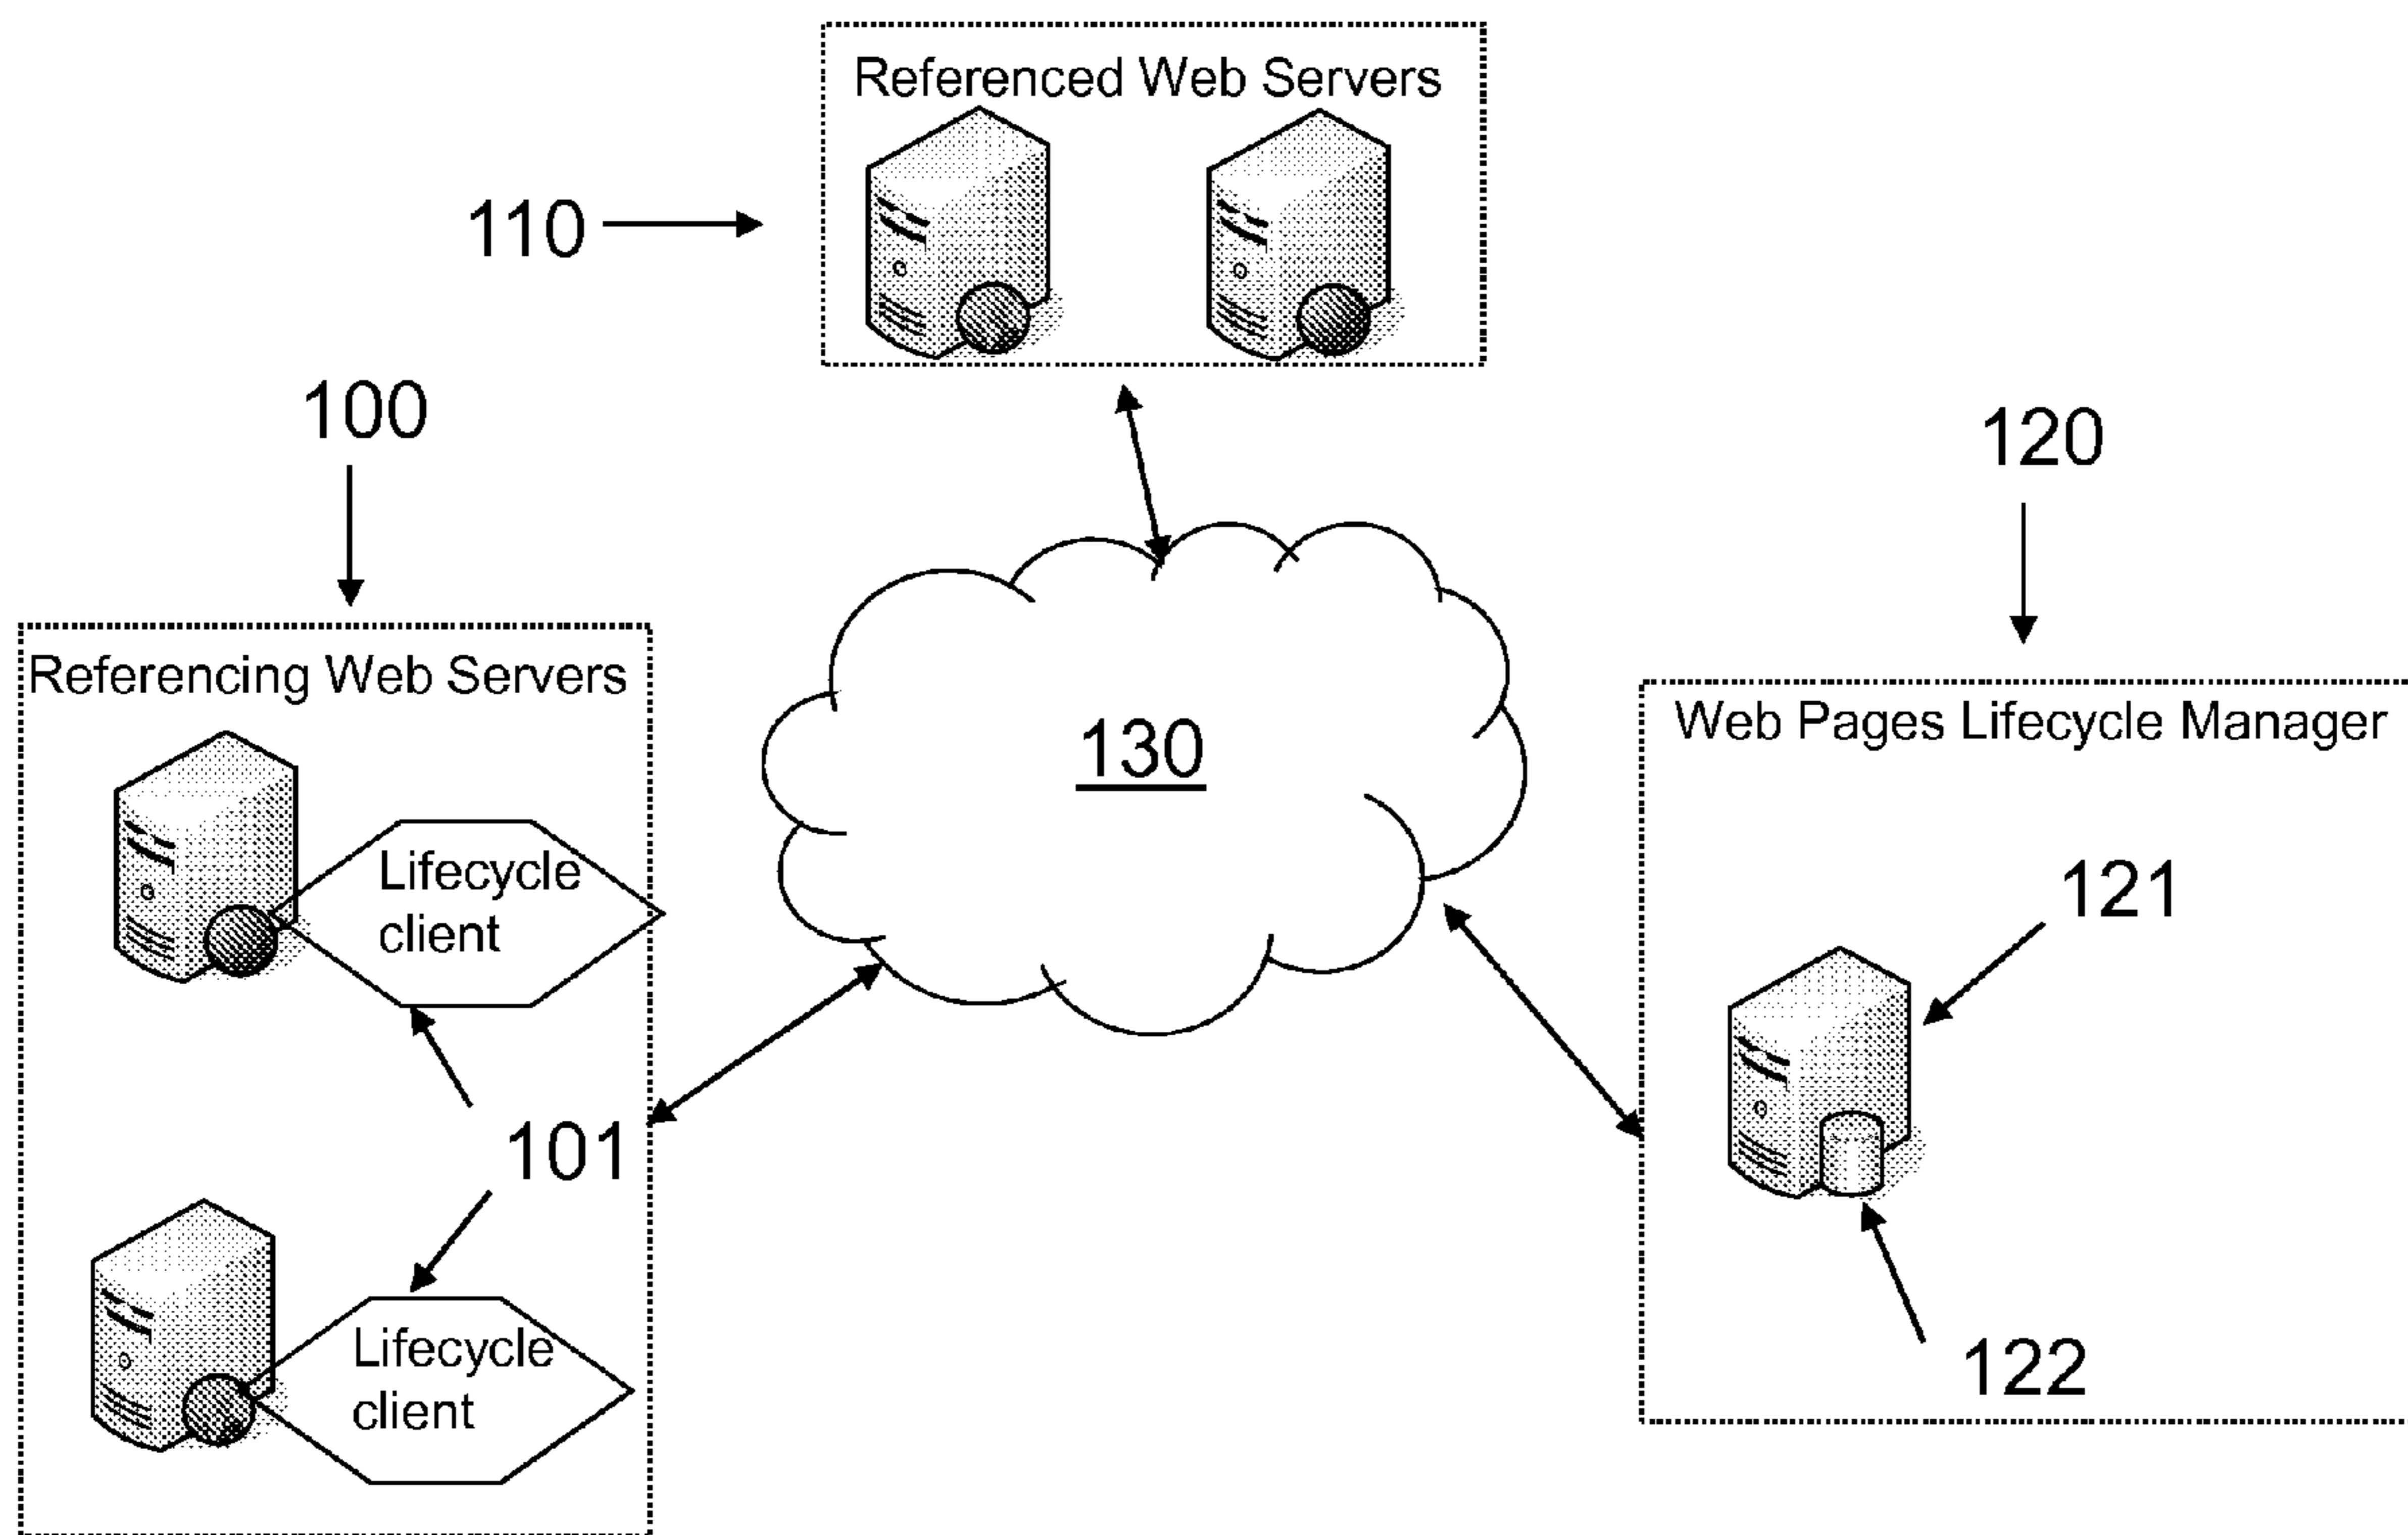 Referenced Web Servers
110
100
120
Referencing Web Servers
Web Pages Lifecycle Manager
130
Lifecycle
client
121
101
Lifecycle
client
122